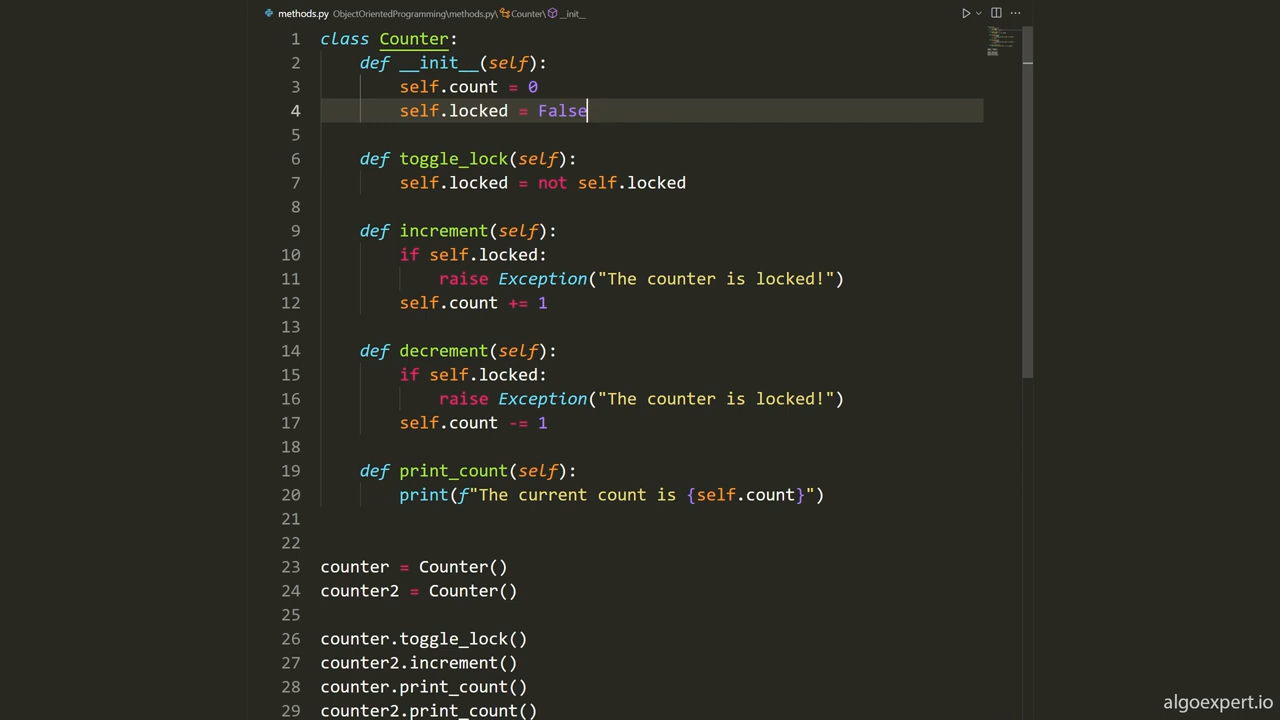 methods.py ObjectOrientedProgramming\methods.py\Counter\__init__
1 class Counter:
2     def __init__(self):
3         self.count = 0
4         self.locked = False
5
6     def toggle_lock(self):
7         self.locked = not self.locked
8
9     def increment(self):
10         if self.locked:
11             raise Exception("The counter is locked!")
12         self.count += 1
13
14     def decrement(self):
15         if self.locked:
16             raise Exception("The counter is locked!")
17         self.count -= 1
18
19     def print_count(self):
20         print(f"The current count is {self.count}")
21
22
23 counter = Counter()
24 counter2 = Counter()
25
26 counter.toggle_lock()
27 counter2.increment()
28 counter.print_count()
29 counter2.print_count()
algoexpert.io